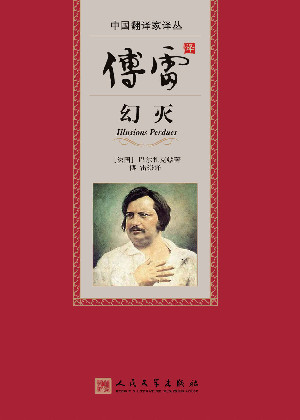 中国翻译家译丛
傅雷 译
幻灭
Illusions Perdues
[法国] 巴尔扎克 著
傅雷 译
人民文学出版社